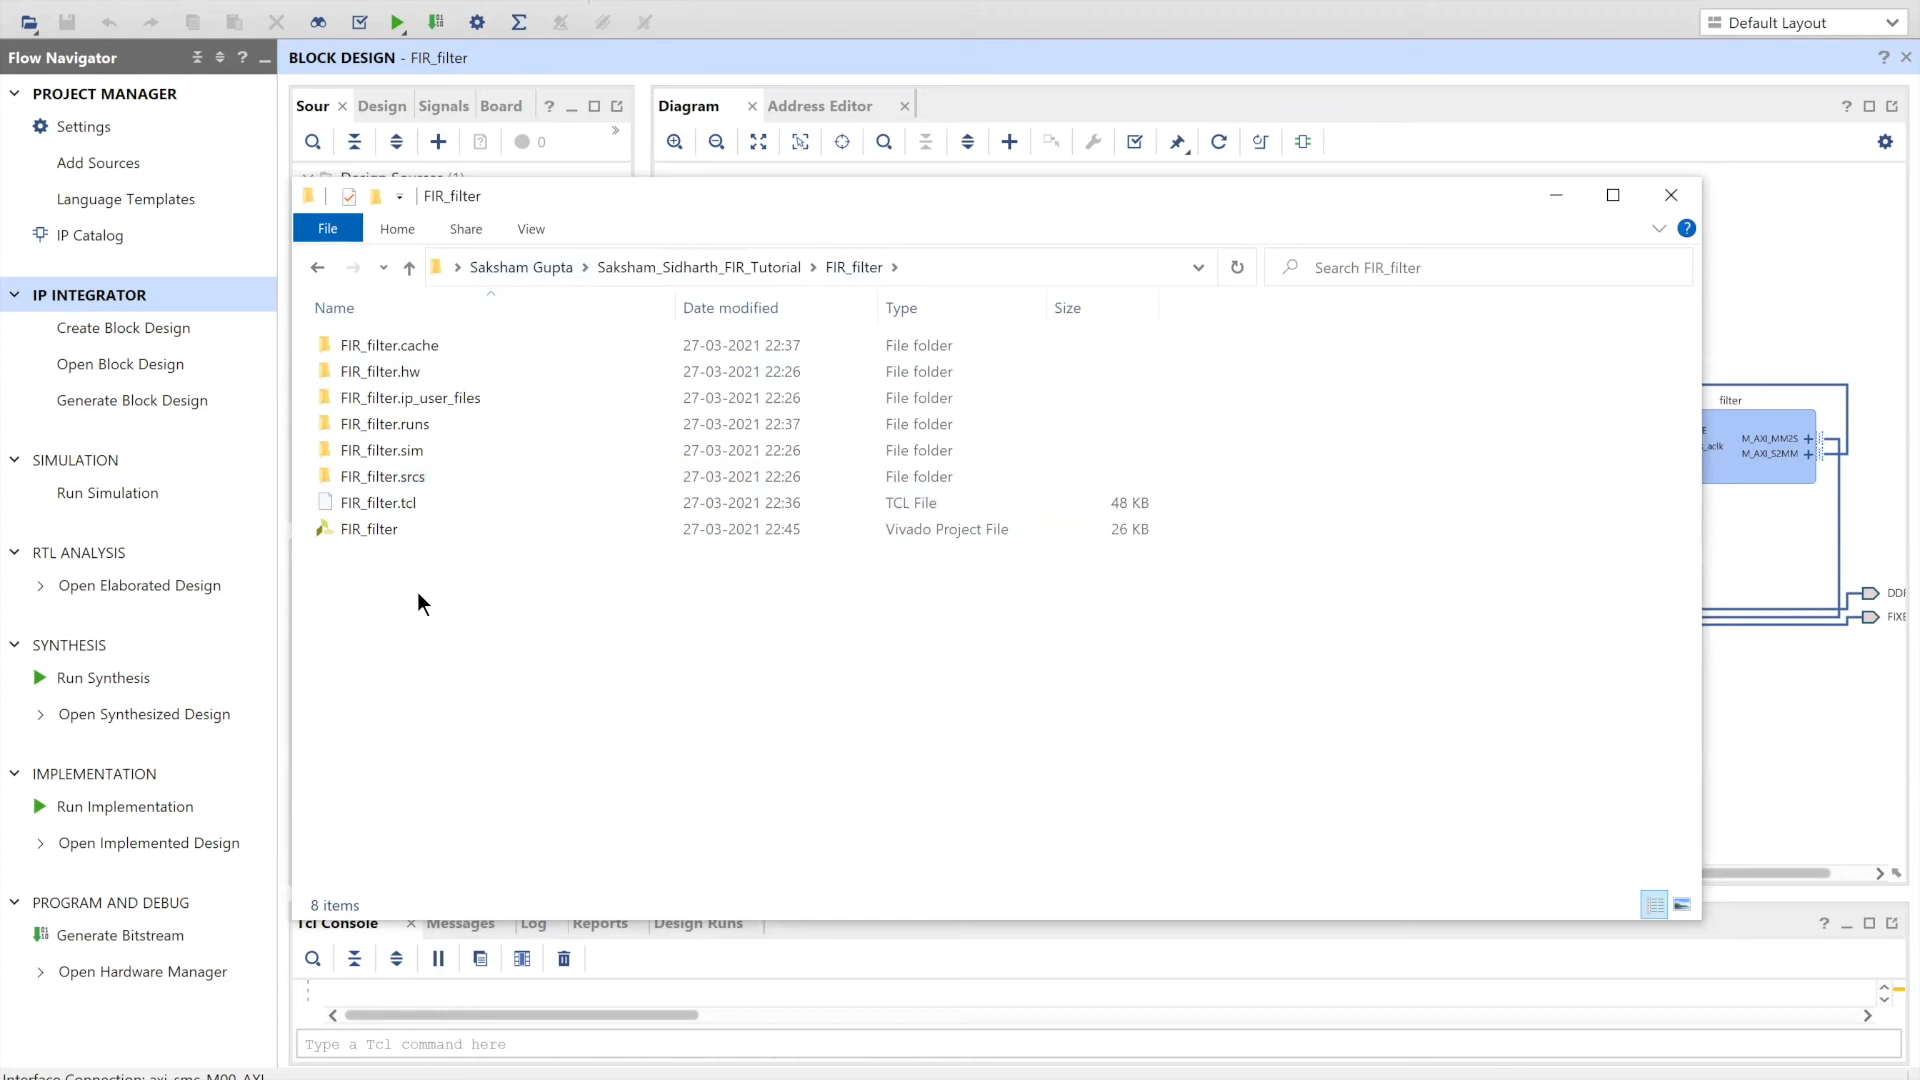 Default Layout
Flow Navigator
BLOCK DESIGN - FIR_filter
PROJECT MANAGER
Settings
Add Sources
Language Templates
IP Catalog
IP INTEGRATOR
Create Block Design
Open Block Design
Generate Block Design
SIMULATION
Run Simulation
RTL ANALYSIS
Open Elaborated Design
SYNTHESIS
Run Synthesis
Open Synthesized Design
IMPLEMENTATION
Run Implementation
Open Implemented Design
PROGRAM AND DEBUG
Generate Bitstream
Open Hardware Manager
Sour Design Signals Board
0
Diagram Address Editor
Design Sources (1)
FIR_filter
File Home Share View
Saksham Gupta > Saksham_Sidharth_FIR_Tutorial > FIR_filter >
Search FIR_filter
Name Date modified Type Size
FIR_filter.cache 27-03-2021 22:37 File folder
FIR_filter.hw 27-03-2021 22:26 File folder
FIR_filter.ip_user_files 27-03-2021 22:26 File folder
FIR_filter.runs 27-03-2021 22:37 File folder
FIR_filter.sim 27-03-2021 22:26 File folder
FIR_filter.srcs 27-03-2021 22:26 File folder
FIR_filter.tcl 27-03-2021 22:36 TCL File 48 KB
FIR_filter 27-03-2021 22:45 Vivado Project File 26 KB
8 items
filter
E
M_AXI_MM2S
_aclk
M_AXI_S2MM
DDR
FIXE
Tcl Console Messages Log Reports Design Runs
Type a Tcl command here
Interface Connection: axi_smc_M00_AXI